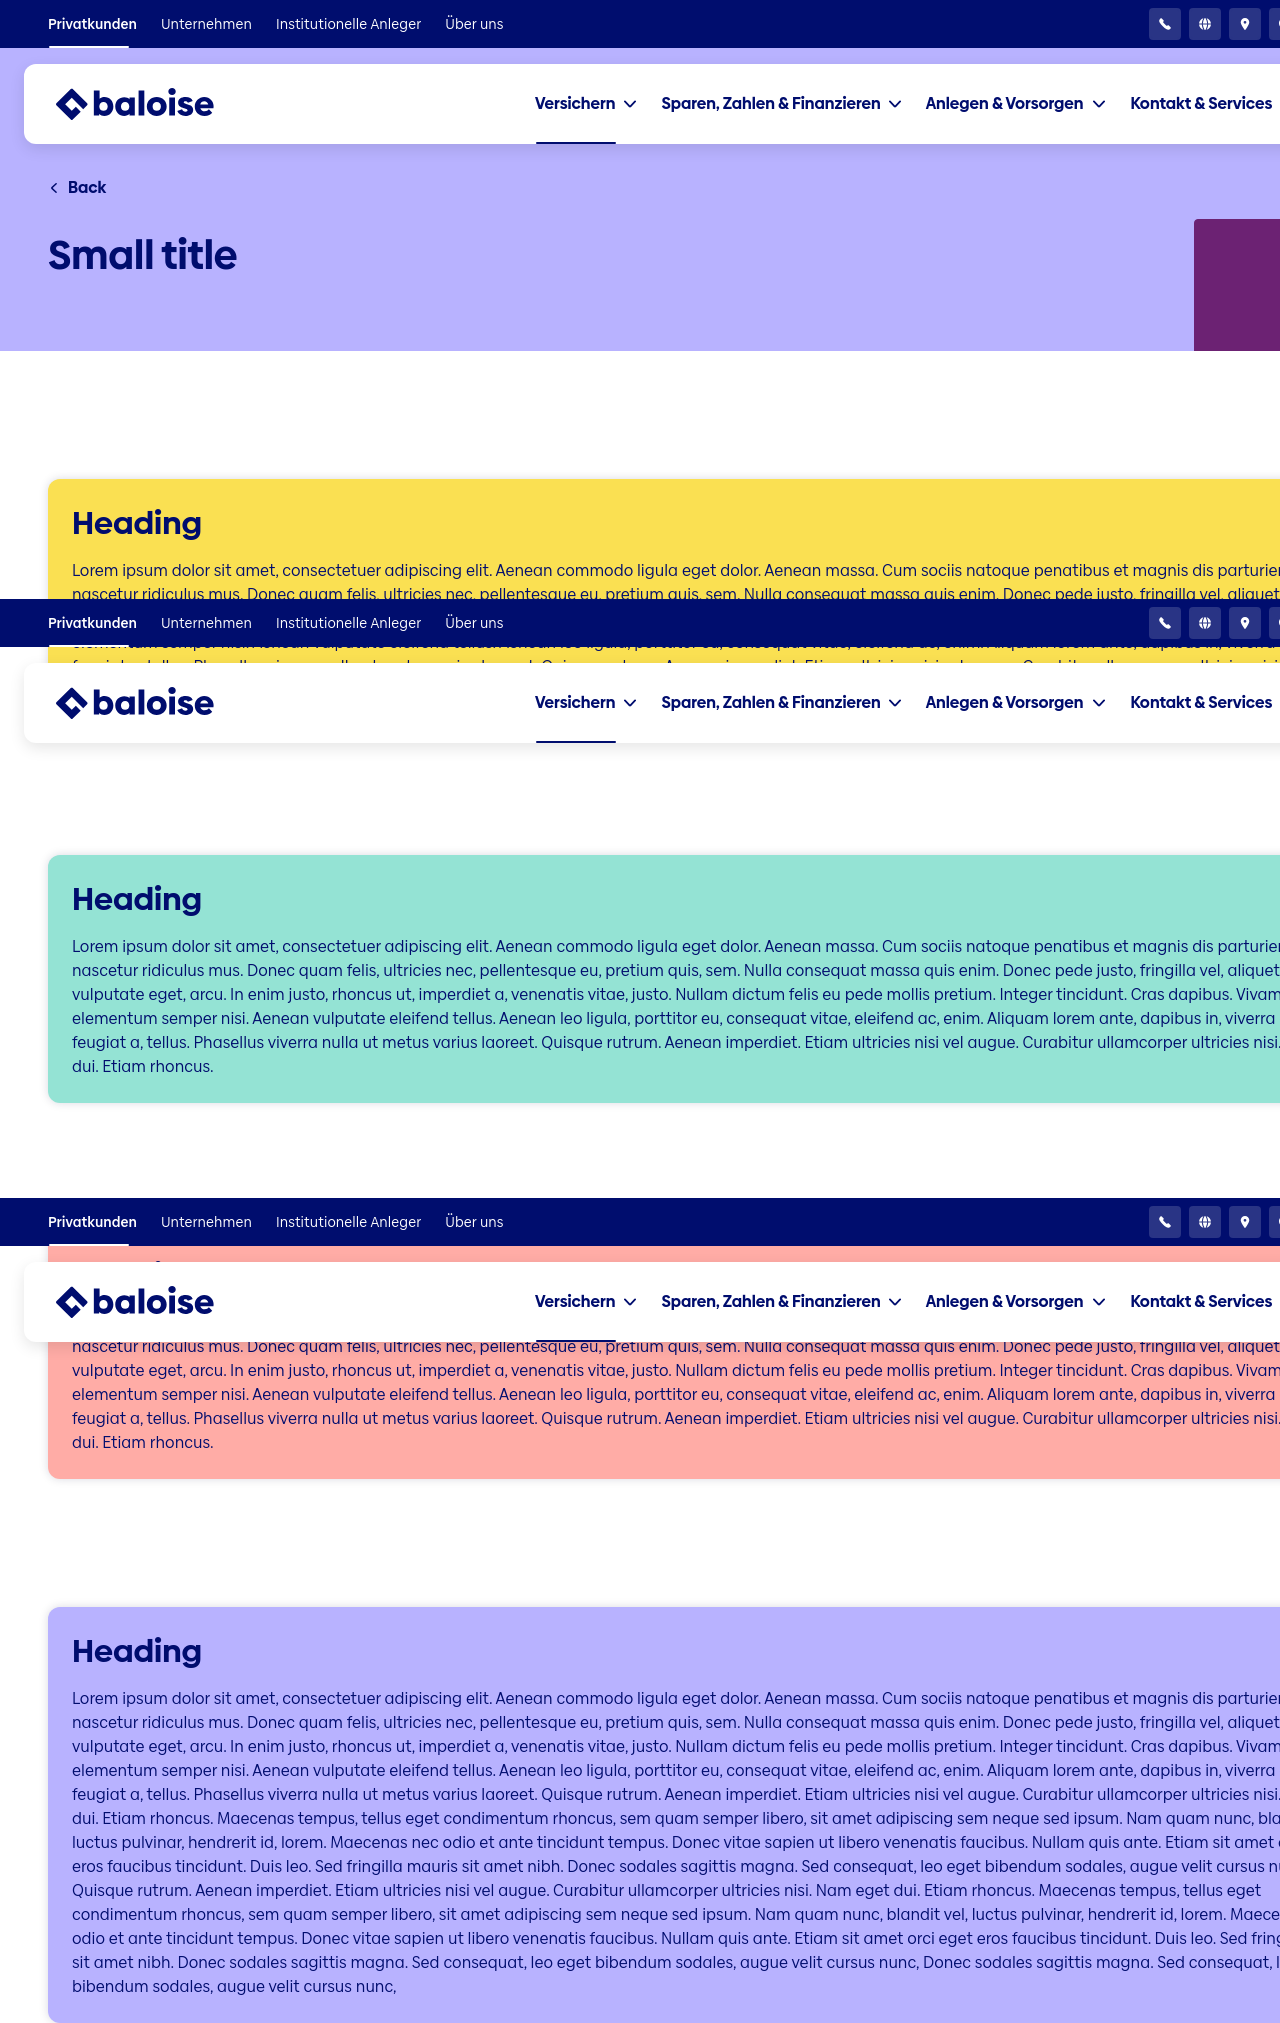 Privatkunden Unternehmen Institutionelle Anleger Über uns
baloise Versichern Sparen, Zahlen & Finanzieren Anlegen & Vorsorgen Kontakt & Services
Back
Small title
Heading
Lorem ipsum dolor sit amet, consectetuer adipiscing elit. Aenean commodo ligula eget dolor. Aenean massa. Cum sociis natoque penatibus et magnis dis parturien
nascetur ridiculus mus. Donec quam felis, ultricies nec, pellentesque eu, pretium quis, sem. Nulla consequat massa quis enim. Donec pede justo, fringilla vel, aliquet
Privatkunden Unternehmen Institutionelle Anleger Über uns
baloise Versichern Sparen, Zahlen & Finanzieren Anlegen & Vorsorgen Kontakt & Services
Heading
Lorem ipsum dolor sit amet, consectetuer adipiscing elit. Aenean commodo ligula eget dolor. Aenean massa. Cum sociis natoque penatibus et magnis dis parturien
nascetur ridiculus mus. Donec quam felis, ultricies nec, pellentesque eu, pretium quis, sem. Nulla consequat massa quis enim. Donec pede justo, fringilla vel, aliquet
vulputate eget, arcu. In enim justo, rhoncus ut, imperdiet a, venenatis vitae, justo. Nullam dictum felis eu pede mollis pretium. Integer tincidunt. Cras dapibus. Vivam
elementum semper nisi. Aenean vulputate eleifend tellus. Aenean leo ligula, porttitor eu, consequat vitae, eleifend ac, enim. Aliquam lorem ante, dapibus in, viverra
feugiat a, tellus. Phasellus viverra nulla ut metus varius laoreet. Quisque rutrum. Aenean imperdiet. Etiam ultricies nisi vel augue. Curabitur ullamcorper ultricies nisi.
dui. Etiam rhoncus.
Privatkunden Unternehmen Institutionelle Anleger Über uns
baloise Versichern Sparen, Zahlen & Finanzieren Anlegen & Vorsorgen Kontakt & Services
nascetur ridiculus mus. Donec quam felis, ultricies nec, pellentesque eu, pretium quis, sem. Nulla consequat massa quis enim. Donec pede justo, fringilla vel, aliquet
vulputate eget, arcu. In enim justo, rhoncus ut, imperdiet a, venenatis vitae, justo. Nullam dictum felis eu pede mollis pretium. Integer tincidunt. Cras dapibus. Vivam
elementum semper nisi. Aenean vulputate eleifend tellus. Aenean leo ligula, porttitor eu, consequat vitae, eleifend ac, enim. Aliquam lorem ante, dapibus in, viverra
feugiat a, tellus. Phasellus viverra nulla ut metus varius laoreet. Quisque rutrum. Aenean imperdiet. Etiam ultricies nisi vel augue. Curabitur ullamcorper ultricies nisi.
dui. Etiam rhoncus.
Heading
Lorem ipsum dolor sit amet, consectetuer adipiscing elit. Aenean commodo ligula eget dolor. Aenean massa. Cum sociis natoque penatibus et magnis dis parturien
nascetur ridiculus mus. Donec quam felis, ultricies nec, pellentesque eu, pretium quis, sem. Nulla consequat massa quis enim. Donec pede justo, fringilla vel, aliquet
vulputate eget, arcu. In enim justo, rhoncus ut, imperdiet a, venenatis vitae, justo. Nullam dictum felis eu pede mollis pretium. Integer tincidunt. Cras dapibus. Vivam
elementum semper nisi. Aenean vulputate eleifend tellus. Aenean leo ligula, porttitor eu, consequat vitae, eleifend ac, enim. Aliquam lorem ante, dapibus in, viverra
feugiat a, tellus. Phasellus viverra nulla ut metus varius laoreet. Quisque rutrum. Aenean imperdiet. Etiam ultricies nisi vel augue. Curabitur ullamcorper ultricies nisi.
dui. Etiam rhoncus. Maecenas tempus, tellus eget condimentum rhoncus, sem quam semper libero, sit amet adipiscing sem neque sed ipsum. Nam quam nunc, bla
luctus pulvinar, hendrerit id, lorem. Maecenas nec odio et ante tincidunt tempus. Donec vitae sapien ut libero venenatis faucibus. Nullam quis ante. Etiam sit amet
eros faucibus tincidunt. Duis leo. Sed fringilla mauris sit amet nibh. Donec sodales sagittis magna. Sed consequat, leo eget bibendum sodales, augue velit cursus nu
Quisque rutrum. Aenean imperdiet. Etiam ultricies nisi vel augue. Curabitur ullamcorper ultricies nisi. Nam eget dui. Etiam rhoncus. Maecenas tempus, tellus eget
condimentum rhoncus, sem quam semper libero, sit amet adipiscing sem neque sed ipsum. Nam quam nunc, blandit vel, luctus pulvinar, hendrerit id, lorem. Maece
odio et ante tincidunt tempus. Donec vitae sapien ut libero venenatis faucibus. Nullam quis ante. Etiam sit amet orci eget eros faucibus tincidunt. Duis leo. Sed fring
sit amet nibh. Donec sodales sagittis magna. Sed consequat, leo eget bibendum sodales, augue velit cursus nunc, Donec sodales sagittis magna. Sed consequat, l
bibendum sodales, augue velit cursus nunc,